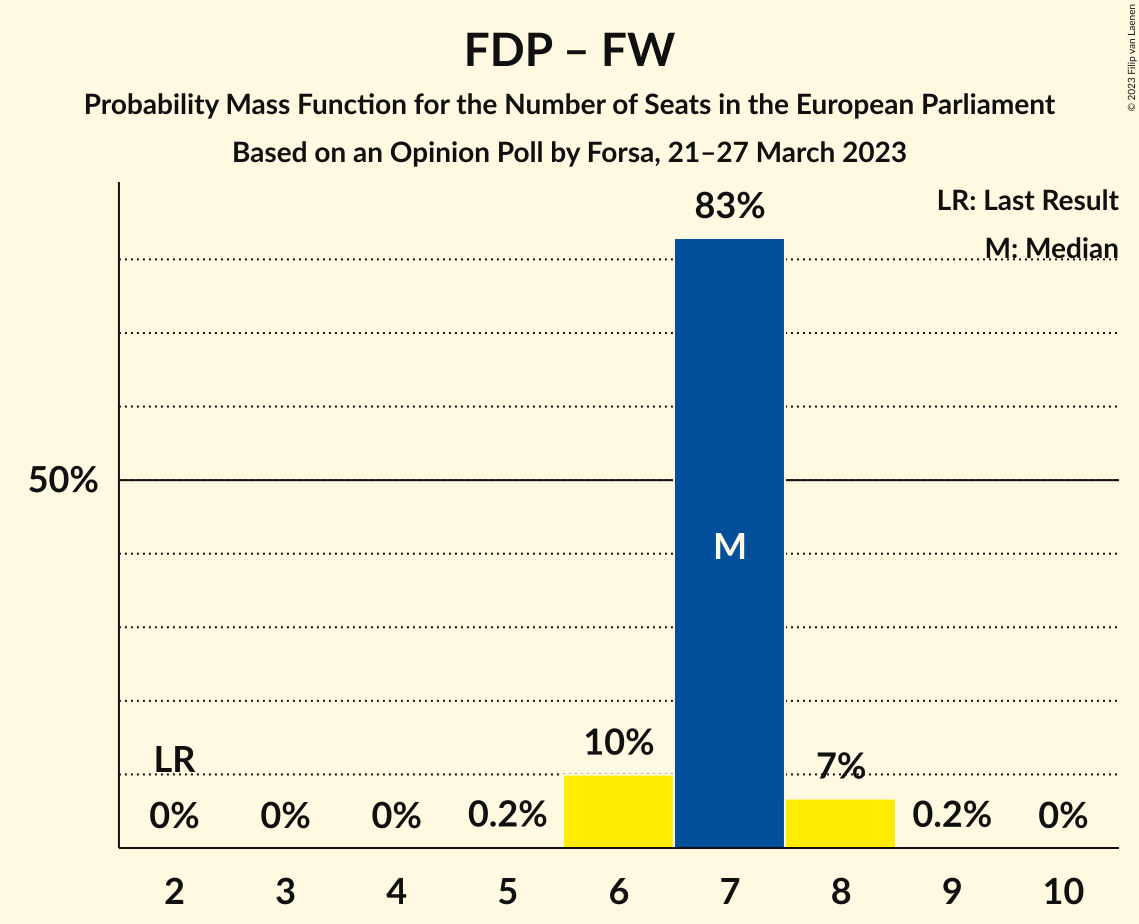 FDP – FW
Probability Mass Function for the Number of Seats in the European Parliament
Based on an Opinion Poll by Forsa, 21–27 March 2023
© 2023 Filip van Laenen
LR: Last Result
M: Median
83%
50%
M
LR
10%
7%
0%
0%
0%
0.2%
0.2%
0%
2 3 4 5 6 7 8 9 10